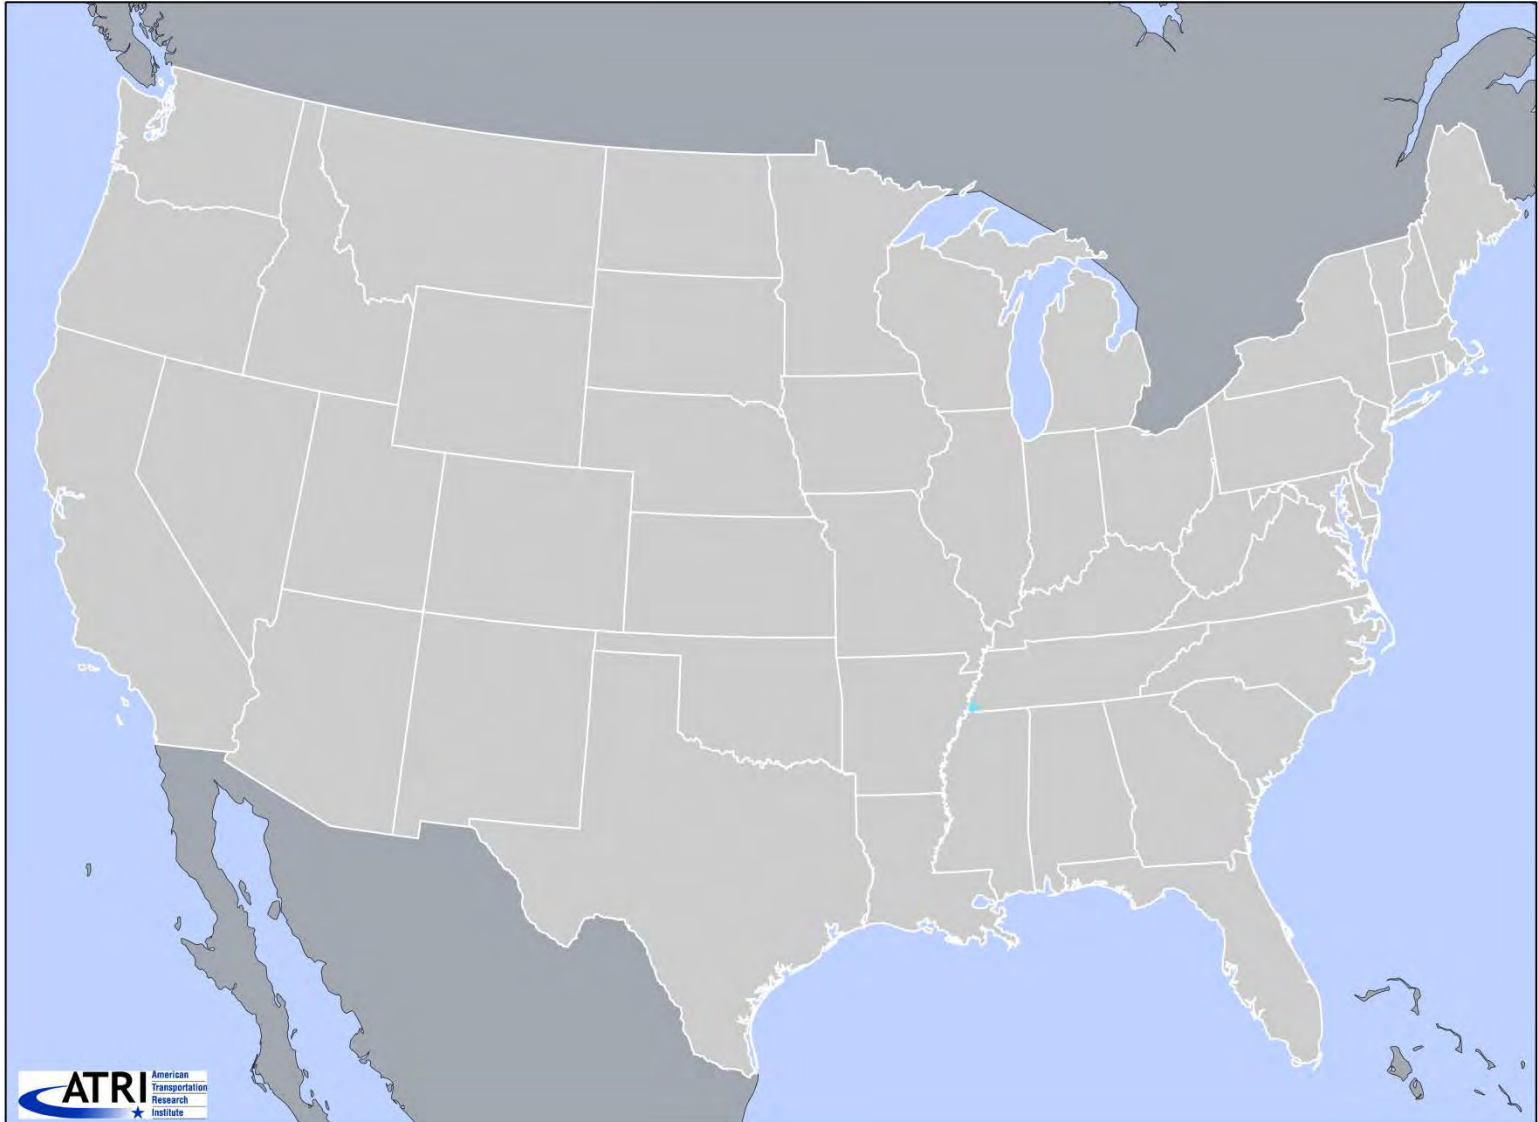 ATRI
American
Transportation
Research
Institute